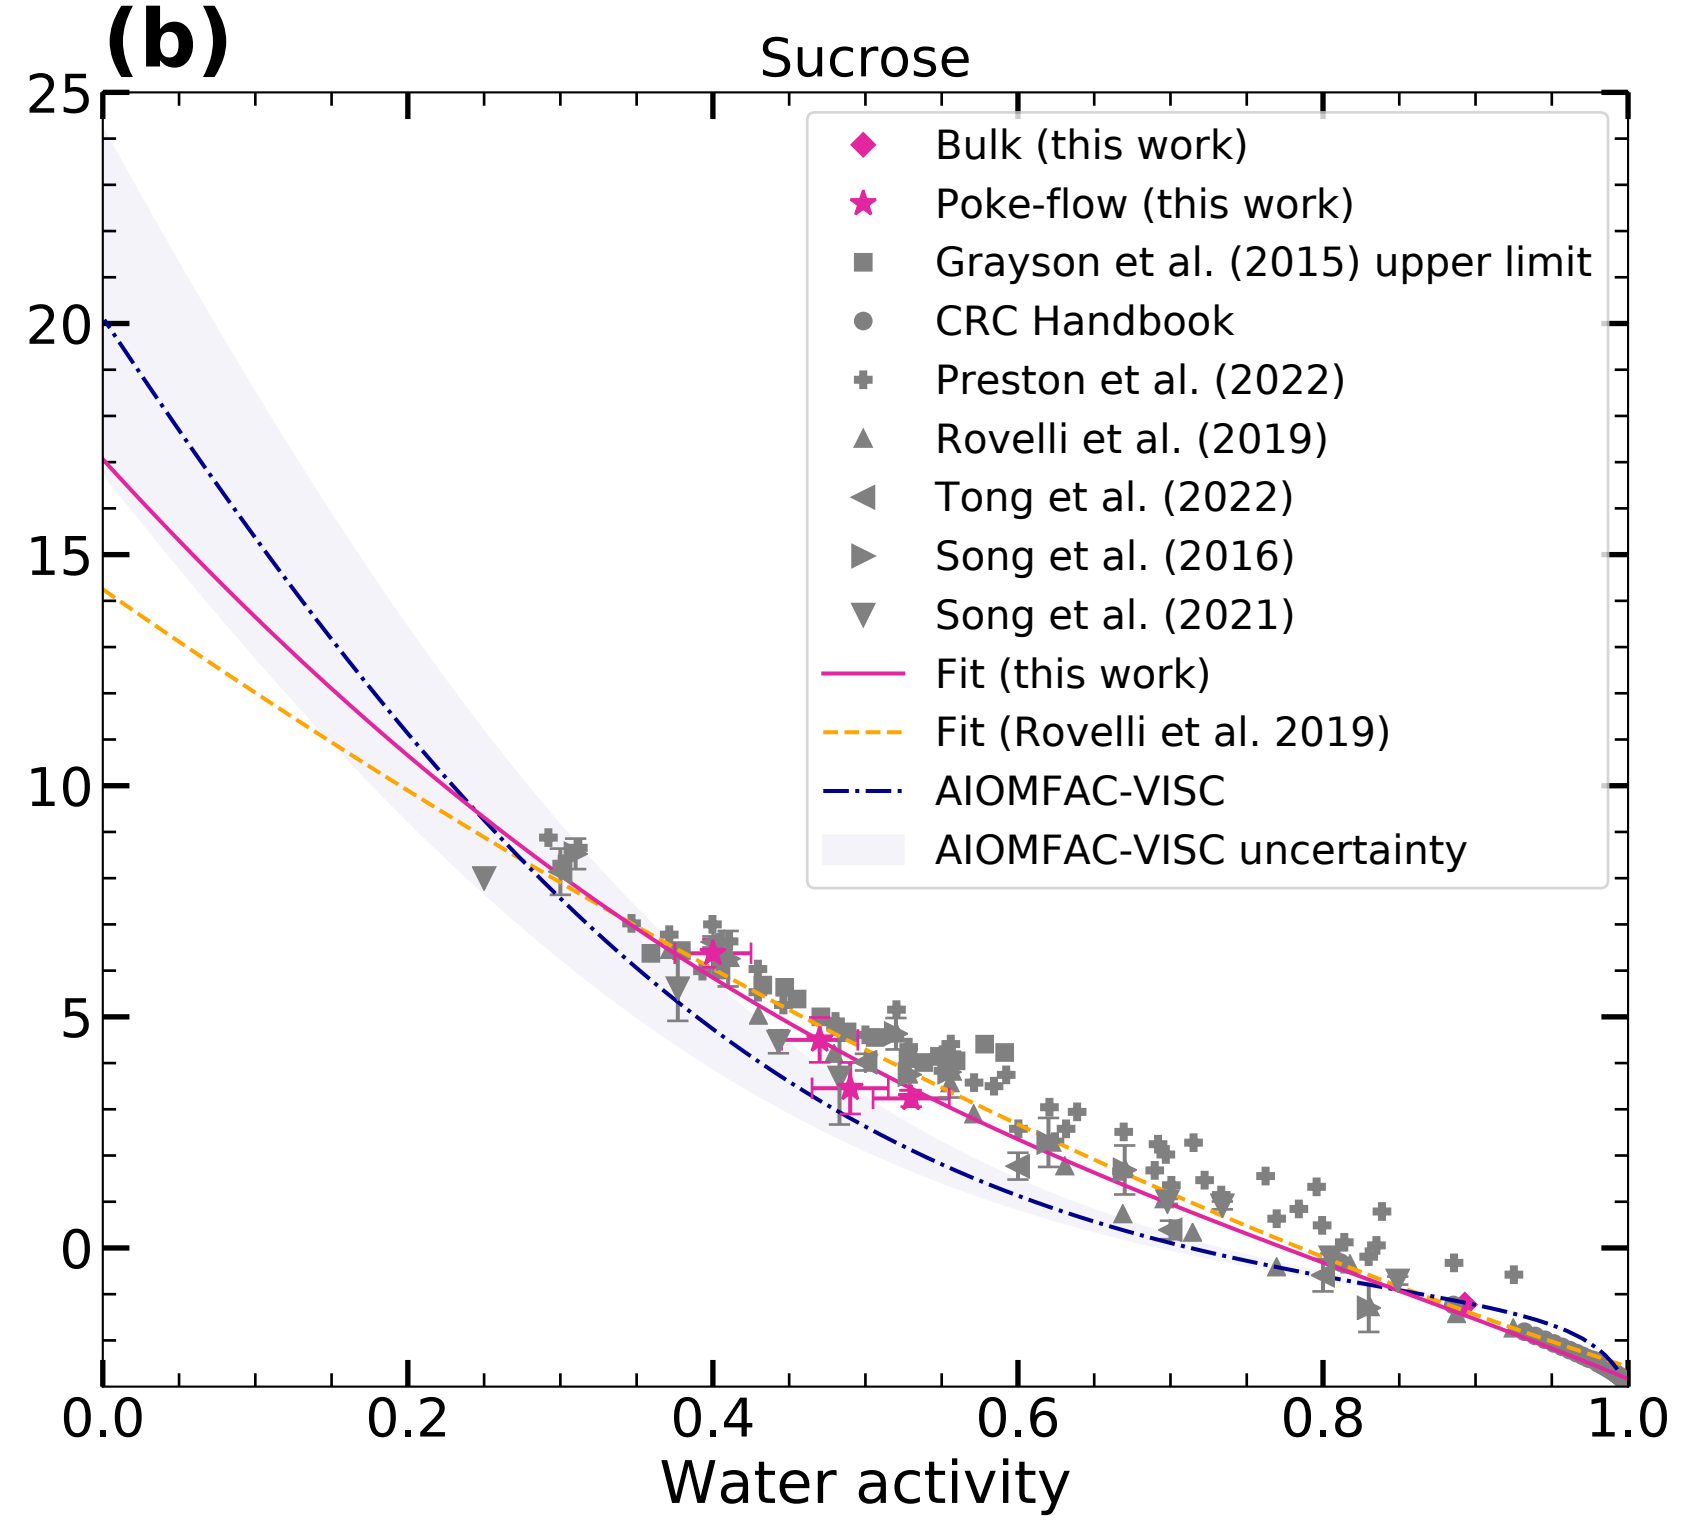 (b)
Sucrose
25
20
15
10
5
0
Bulk (this work)
Poke-flow (this work)
Grayson et al. (2015) upper limit
CRC Handbook
Preston et al. (2022)
Rovelli et al. (2019)
Tong et al. (2022)
Song et al. (2016)
Song et al. (2021)
Fit (this work)
Fit (Rovelli et al. 2019)
AIOMFAC-VISC
AIOMFAC-VISC uncertainty
0.0 0.2 0.4 0.6 0.8 1.0
Water activity